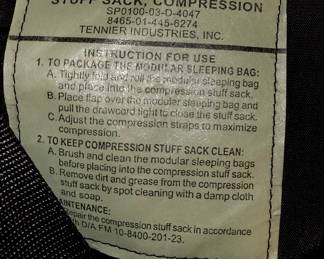 STUFF SACK, COMPRESSION
SP0100-03-D-4047
8465-01-445-6274
TENNIER INDUSTRIES, INC.
INSTRUCTION FOR USE
1. TO PACKAGE THE MODULAR SLEEPING BAG:
A. Tightly fold and roll the modular sleeping bag
and place into the compression stuff sack.
B. Place flap over the modular sleeping bag and
pull the drawcord tight to close the stuff sack.
C. Adjust the compression straps to maximize
compression.
2. TO KEEP COMPRESSION STUFF SACK CLEAN:
A. Brush and clean the modular sleeping bags
before placing into the compression stuff sack.
B. Remove dirt and grease from the compression
stuff sack by spot cleaning with a damp cloth
and soap.
AINTENANCE:
epair the compression stuff sack in accordance
th D/A FM 10-8400-201-23.